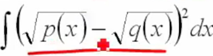 ∫(√p(x) − √q(x))² dx